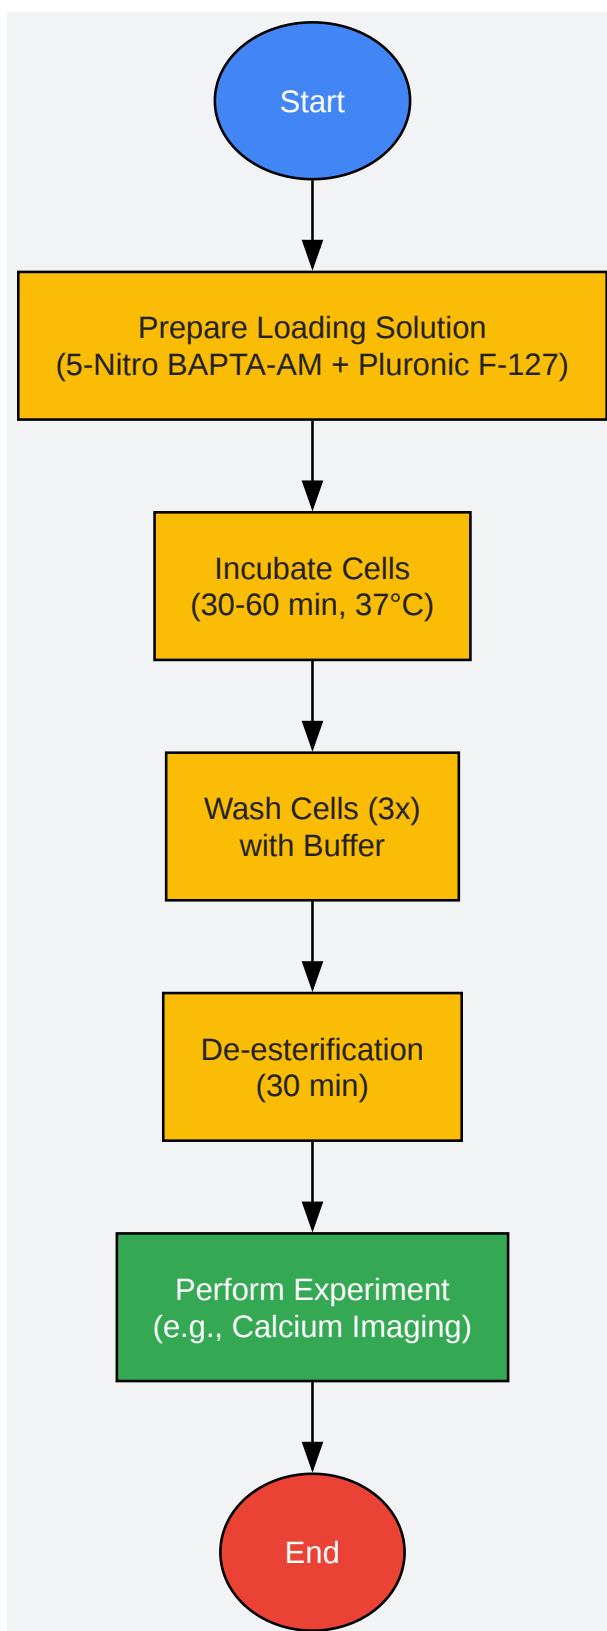 Start
Prepare Loading Solution
(5-Nitro BAPTA-AM + Pluronic F-127)
Incubate Cells
(30-60 min, 37°C)
Wash Cells (3x)
with Buffer
De-esterification
(30 min)
Perform Experiment
(e.g., Calcium Imaging)
End